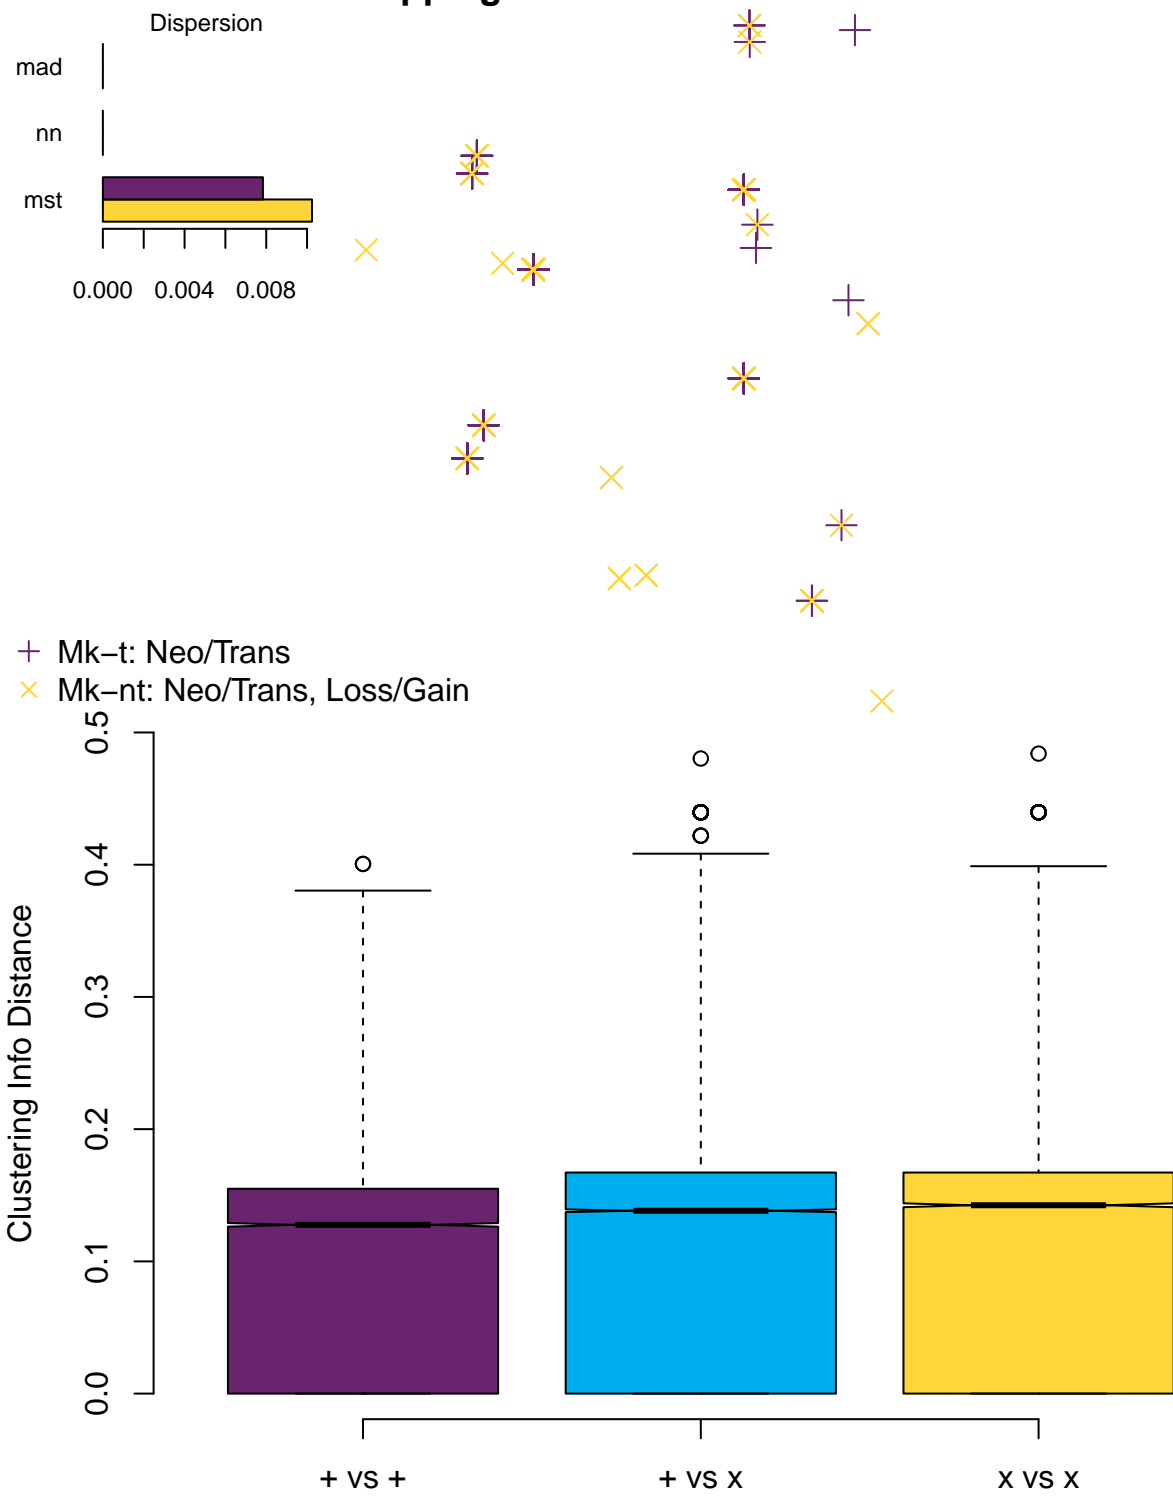 Dispersion
mad
nn
mst
0.000 0.004 0.008
Mk−t: Neo/Trans
Mk−nt: Neo/Trans, Loss/Gain
Clustering Info Distance
0.5
0.4
0.3
0.2
0.1
0.0
+ vs +
+ vs x
x vs x